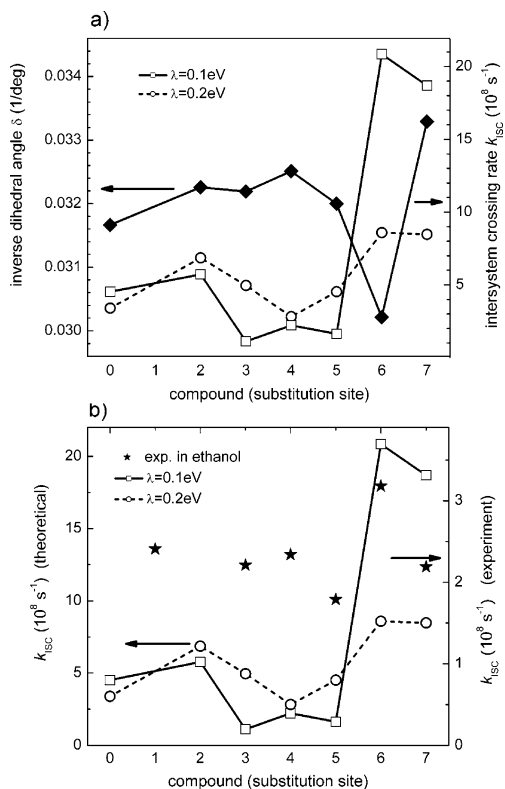 a)
0.034
0.033
0.032
0.031
0.030
inverse dihedral angle δ (1/deg)
λ=0.1eV
λ=0.2eV
20
15
10
5
intersystem crossing rate kISC (10⁸ s⁻¹)
0 1 2 3 4 5 6 7
compound (substitution site)
b)
20
15
10
5
0
kISC (10⁸ s⁻¹) (theoretical)
exp. in ethanol
λ=0.1eV
λ=0.2eV
3
2
1
0
kISC (10⁸ s⁻¹) (experiment)
0 1 2 3 4 5 6 7
compound (substitution site)